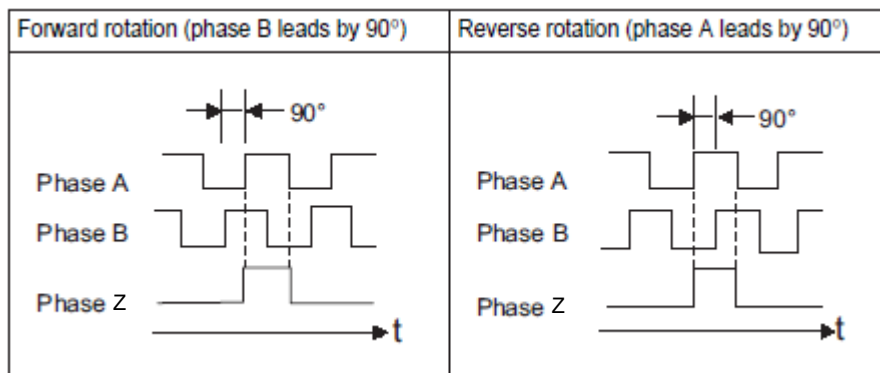 Forward rotation (phase B leads by 90°)
90°
Phase A
Phase B
Phase Z
t
Reverse rotation (phase A leads by 90°)
90°
Phase A
Phase B
Phase Z
t